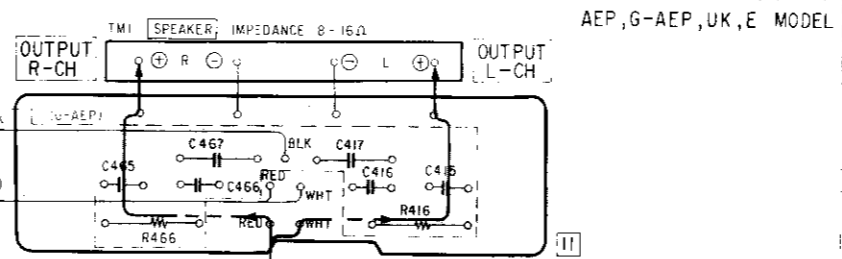 AEP,G-AEP,UK,E MODEL
TM1 SPEAKER, IMPEDANCE 8-16Ω
OUTPUT
R-CH
⊕ R ⊖
⊖ L ⊕
OUTPUT
L-CH
(G-AEP)
C467
BLK
C417
C465
C466
RED
WHT
C416
C415
R466
RED
WHT
R416
11